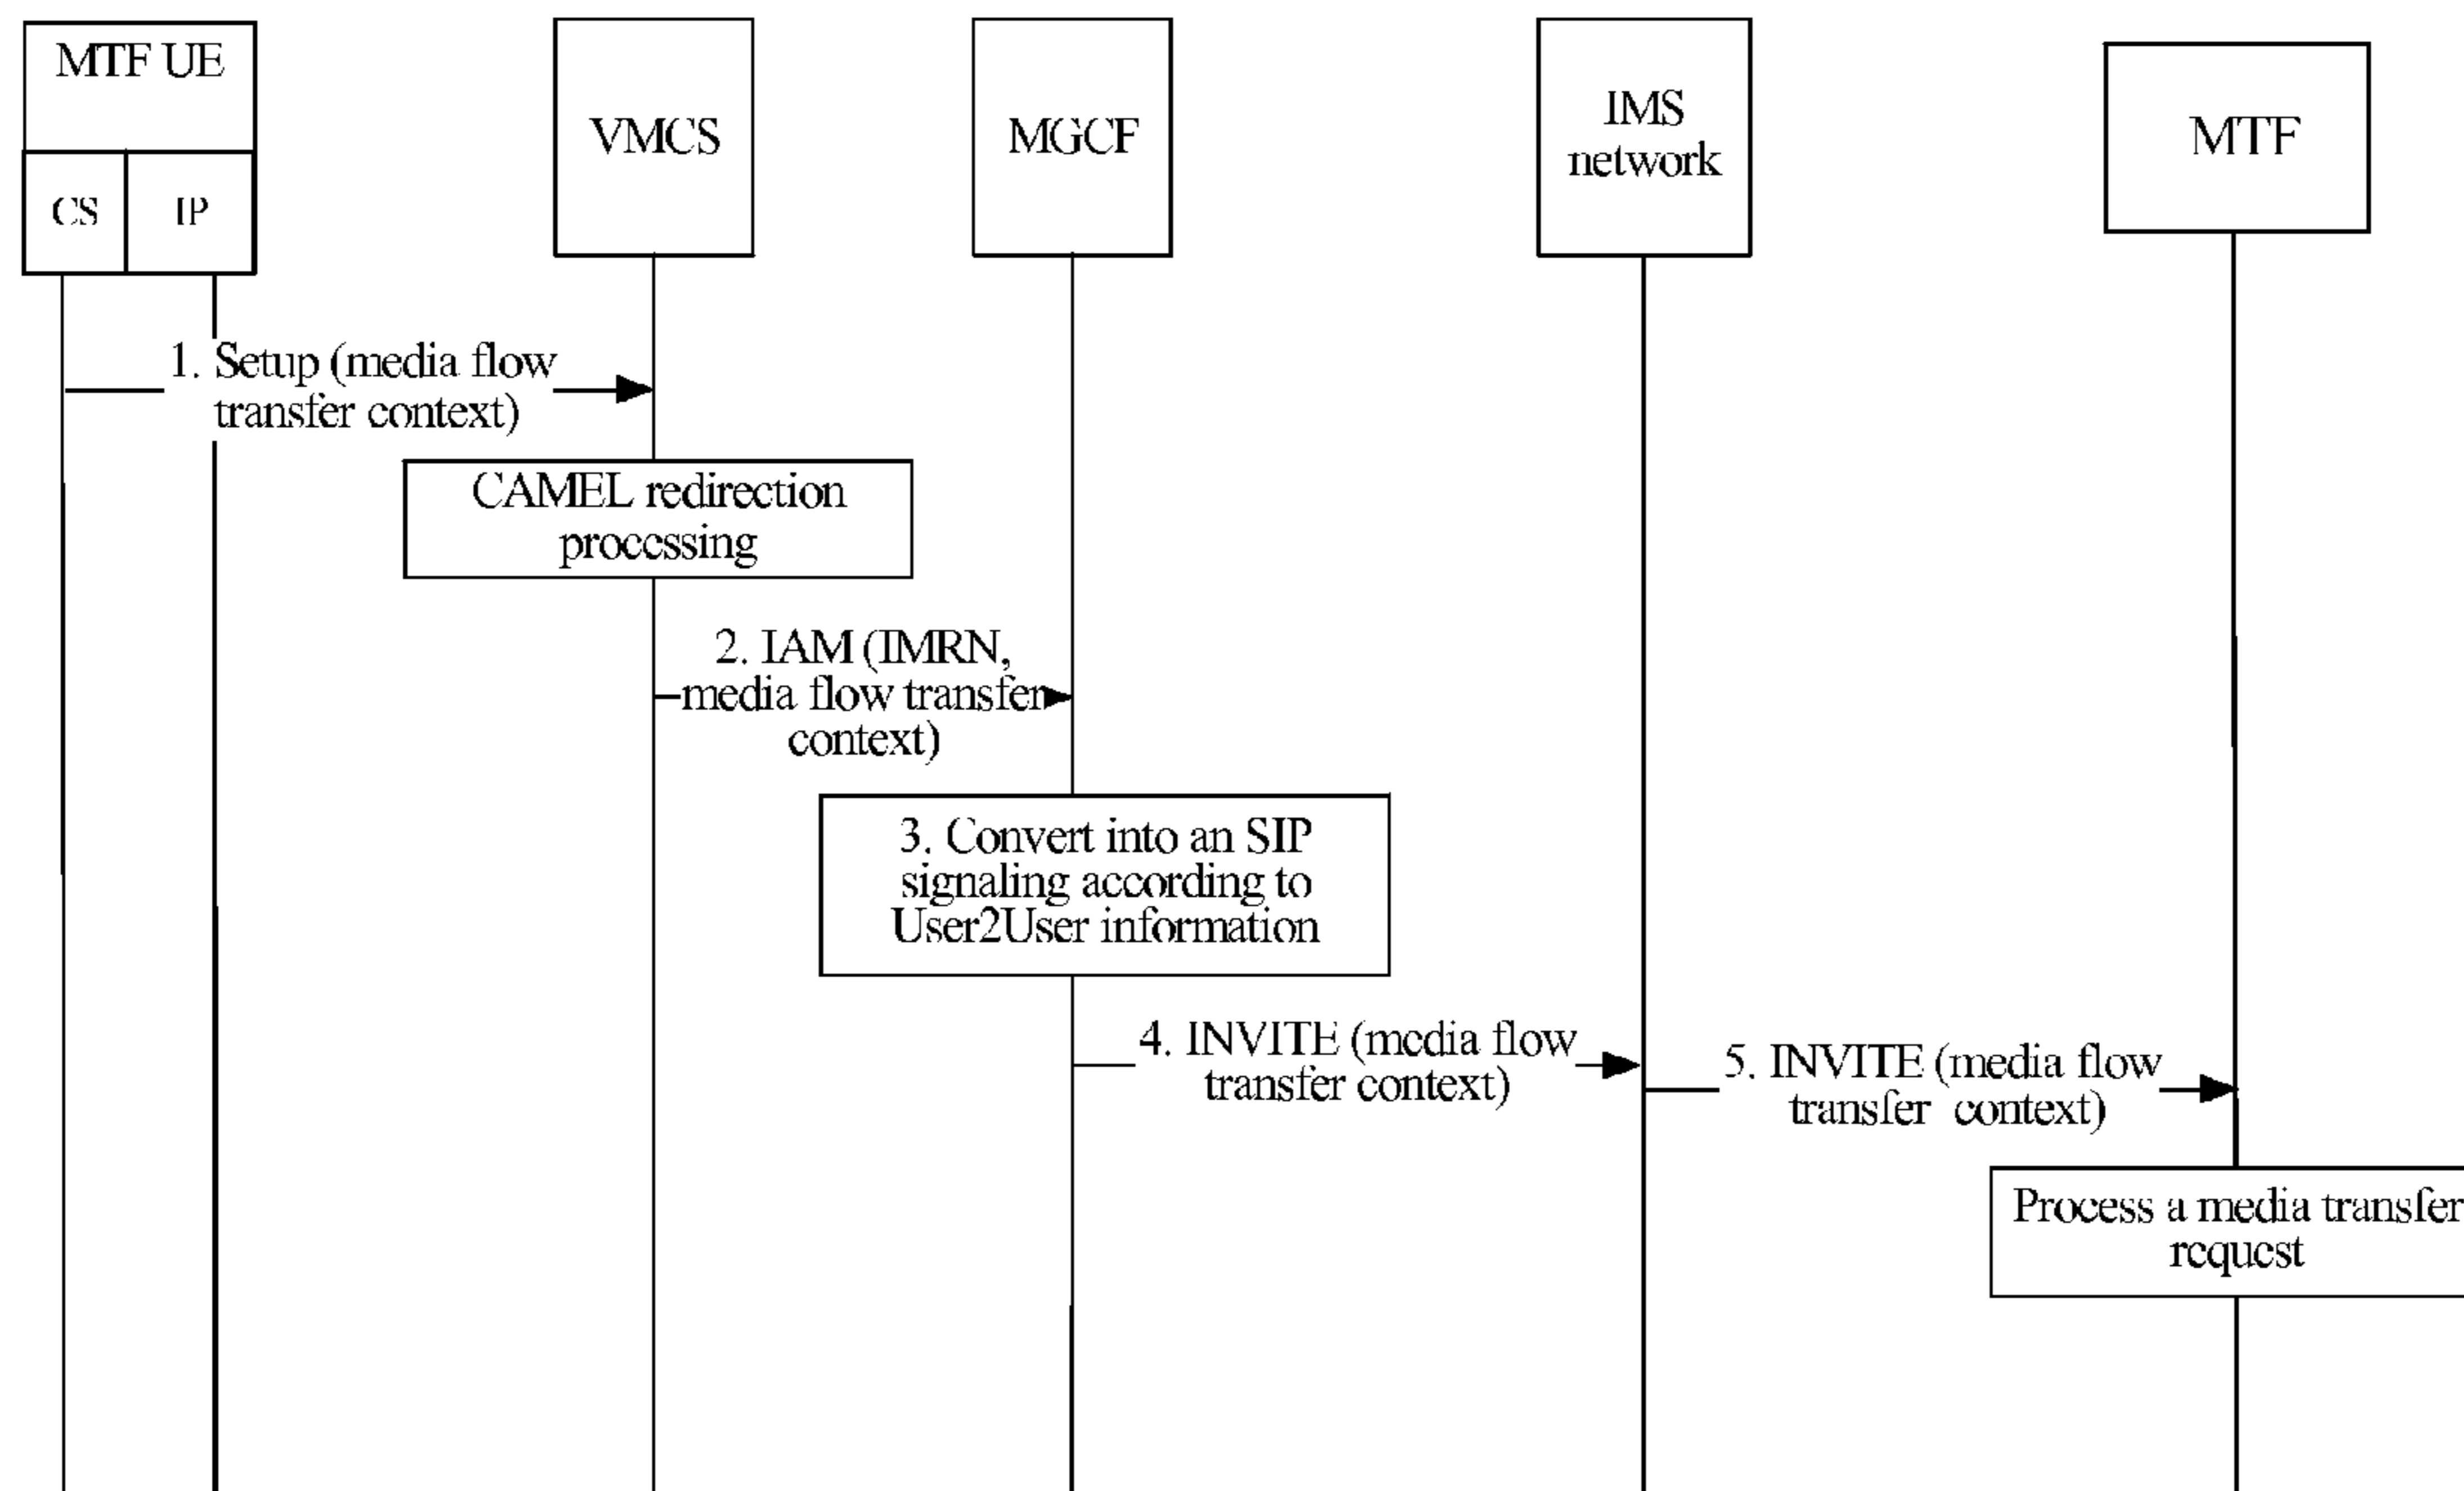 MTF UE
CS
IP
VMCS
MGCF
IMS
network
MTF
1. Setup (media flow
transfer context)
CAMEL redirection
processing
2. IAM (IMRN,
media flow transfer
context)
3. Convert into an SIP
signaling according to
User2User information
4. INVITE (media flow
transfer context)
5. INVITE (media flow
transfer context)
Process a media transfer
request